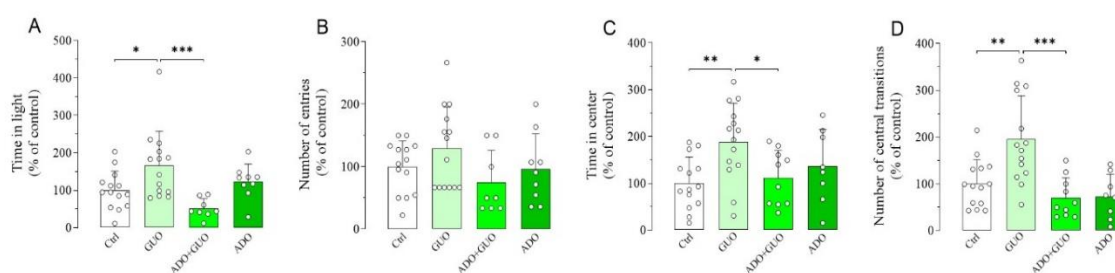 A
Time in light
(% of control)
500
400
300
200
100
0
* ***
Ctrl
GUO
ADO+GUO
ADO
B
Number of entries
(% of control)
300
200
100
0
Ctrl
GUO
ADO+GUO
ADO
C
Time in center
(% of control)
400
300
200
100
0
** *
Ctrl
GUO
ADO+GUO
ADO
D
Number of central transitions
(% of control)
400
300
200
100
0
** ***
Ctrl
GUO
ADO+GUO
ADO